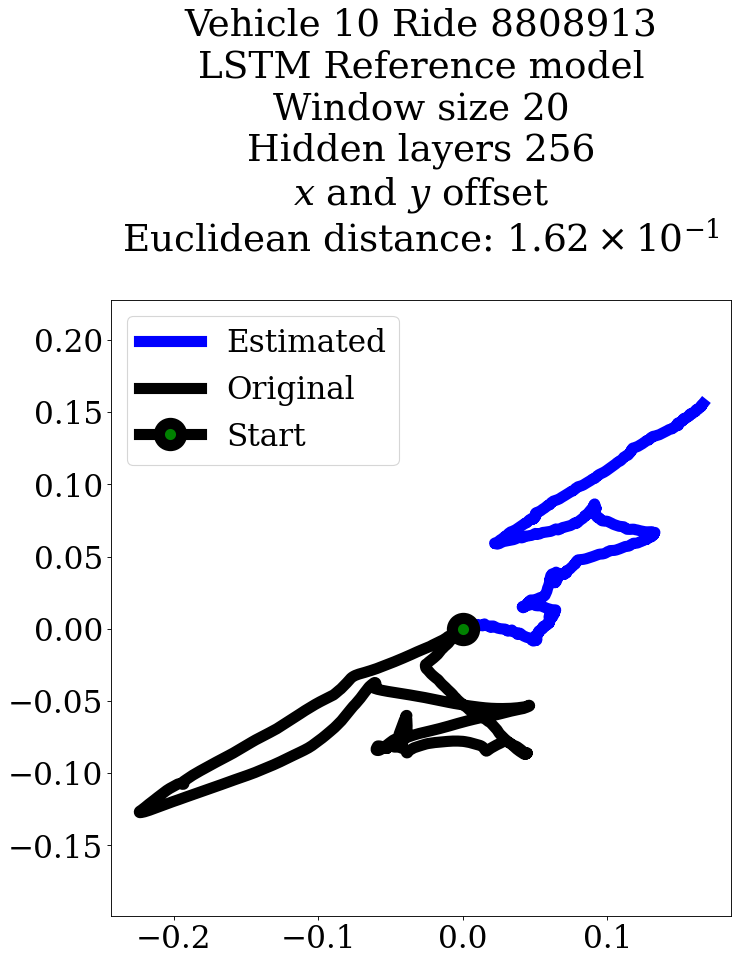 Vehicle 10 Ride 8808913
LSTM Reference model
Window size 20
Hidden layers 256
x and y offset
Euclidean distance: 1.62 × 10⁻¹
Estimated
Original
Start
0.20
0.15
0.10
0.05
0.00
−0.05
−0.10
−0.15
−0.2
−0.1
0.0
0.1